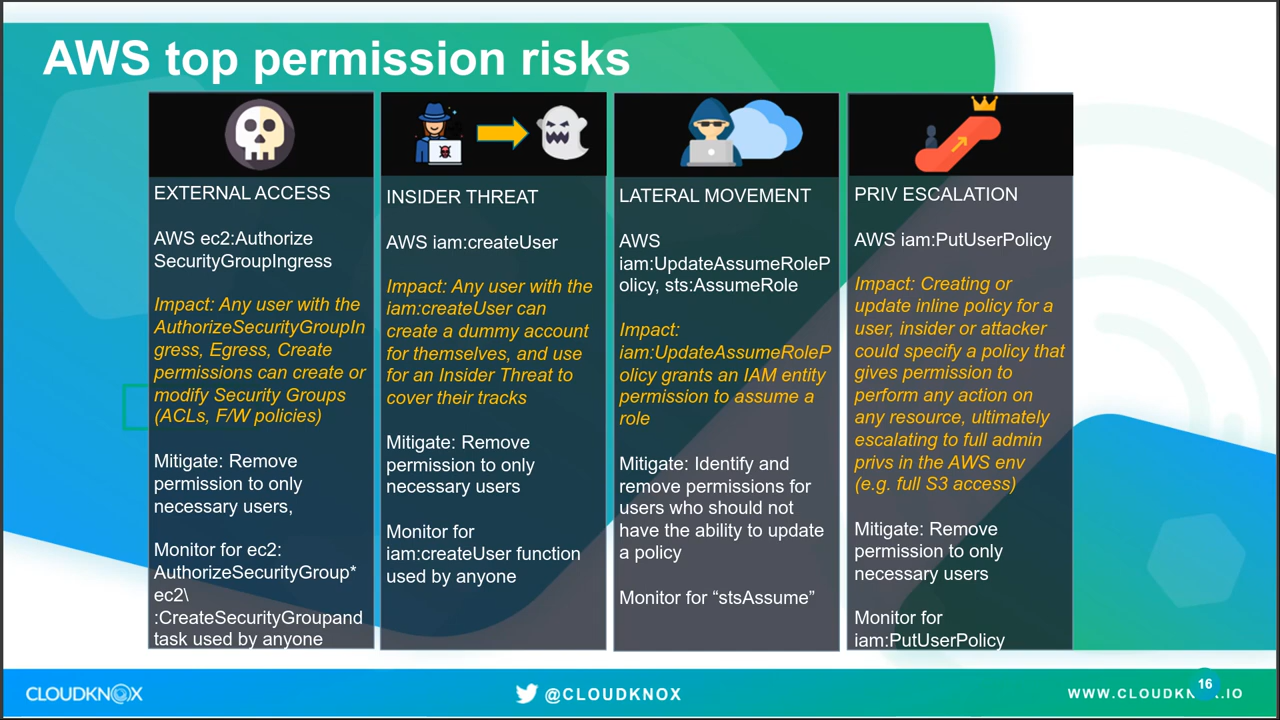 AWS top permission risks
EXTERNAL ACCESS
AWS ec2:Authorize
SecurityGroupIngress
Impact: Any user with the
AuthorizeSecurityGroupIn
gress, Egress, Create
permissions can create or
modify Security Groups
(ACLs, F/W policies)
Mitigate: Remove
permission to only
necessary users,
Monitor for ec2:
AuthorizeSecurityGroup*
ec2\
:CreateSecurityGroupand
task used by anyone
INSIDER THREAT
AWS iam:createUser
Impact: Any user with the
iam:createUser can
create a dummy account
for themselves, and use
for an Insider Threat to
cover their tracks
Mitigate: Remove
permission to only
necessary users
Monitor for
iam:createUser function
used by anyone
LATERAL MOVEMENT
AWS
iam:UpdateAssumeRoleP
olicy, sts:AssumeRole
Impact:
iam:UpdateAssumeRoleP
olicy grants an IAM entity
permission to assume a
role
Mitigate: Identify and
remove permissions for
users who should not
have the ability to update
a policy
Monitor for “stsAssume”
PRIV ESCALATION
AWS iam:PutUserPolicy
Impact: Creating or
update inline policy for a
user, insider or attacker
could specify a policy that
gives permission to
perform any action on
any resource, ultimately
escalating to full admin
privs in the AWS env
(e.g. full S3 access)
Mitigate: Remove
permission to only
necessary users
Monitor for
iam:PutUserPolicy
CLOUDKNOX
@CLOUDKNOX
16